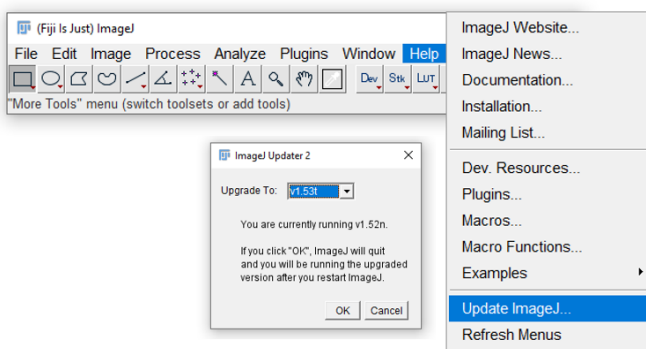 (Fiji Is Just) ImageJ
File Edit Image Process Analyze Plugins Window Help
A Dev Stk LUT
"More Tools" menu (switch toolsets or add tools)
ImageJ Website...
ImageJ News...
Documentation...
Installation...
Mailing List...
Dev. Resources...
Plugins...
Macros...
Macro Functions...
Examples
Update ImageJ...
Refresh Menus
ImageJ Updater 2
Upgrade To: v1.53t
You are currently running v1.52n.
If you click "OK", ImageJ will quit
and you will be running the upgraded
version after you restart ImageJ.
OK Cancel